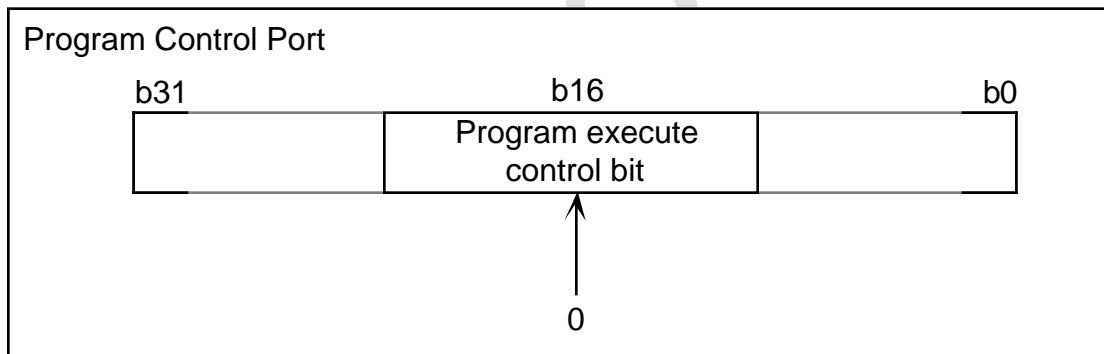 Program Control Port
b31 b16 b0
Program execute
control bit
0